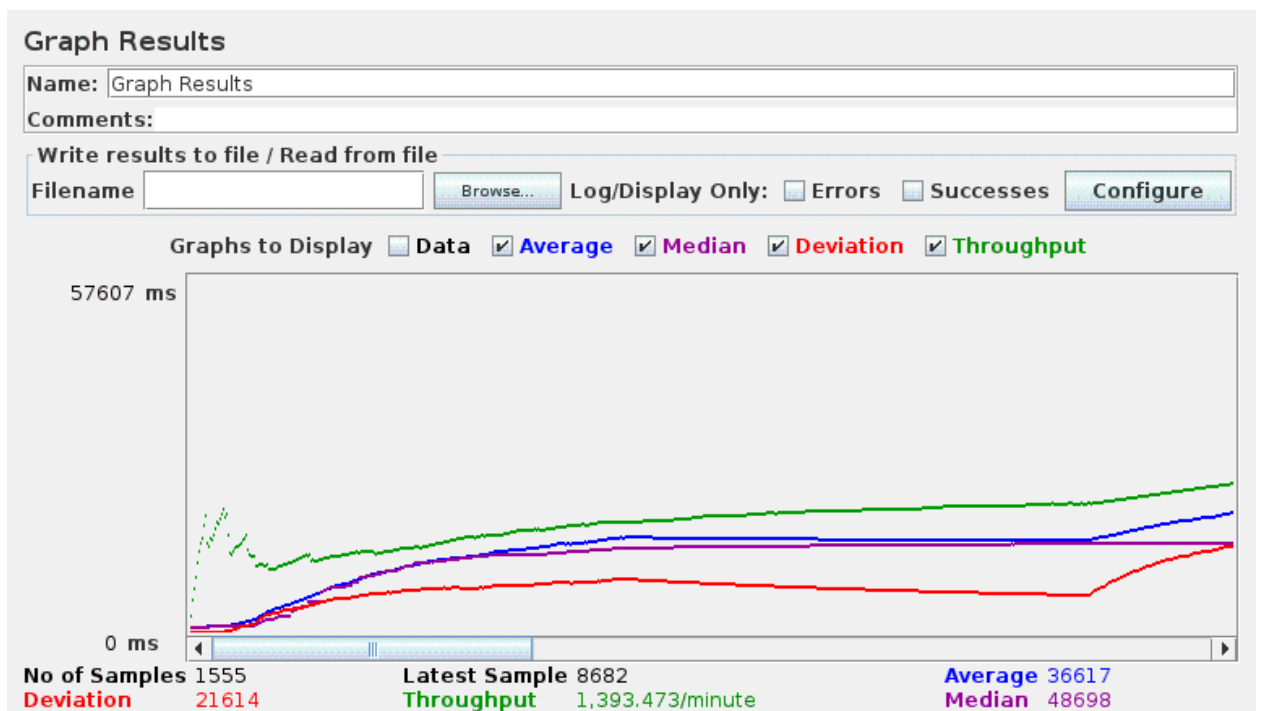 Graph Results
Name: Graph Results
Comments:
Write results to file / Read from file
Filename Browse... Log/Display Only: Errors Successes Configure
Graphs to Display Data Average Median Deviation Throughput
57607 ms
0 ms
No of Samples 1555 Latest Sample 8682 Average 36617
Deviation 21614 Throughput 1,393.473/minute Median 48698